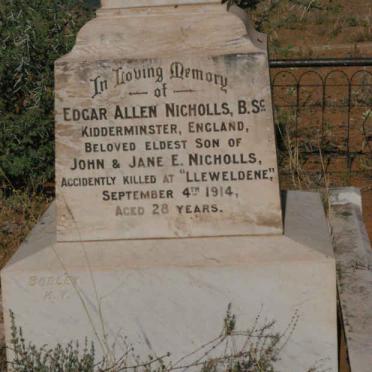 In Loving Memory
of
EDGAR ALLEN NICHOLLS, B.Sc
KIDDERMINSTER, ENGLAND,
BELOVED ELDEST SON OF
JOHN & JANE E. NICHOLLS,
ACCIDENTLY KILLED AT "LLEWELDENE",
SEPTEMBER 4TH 1914,
AGED 28 YEARS.